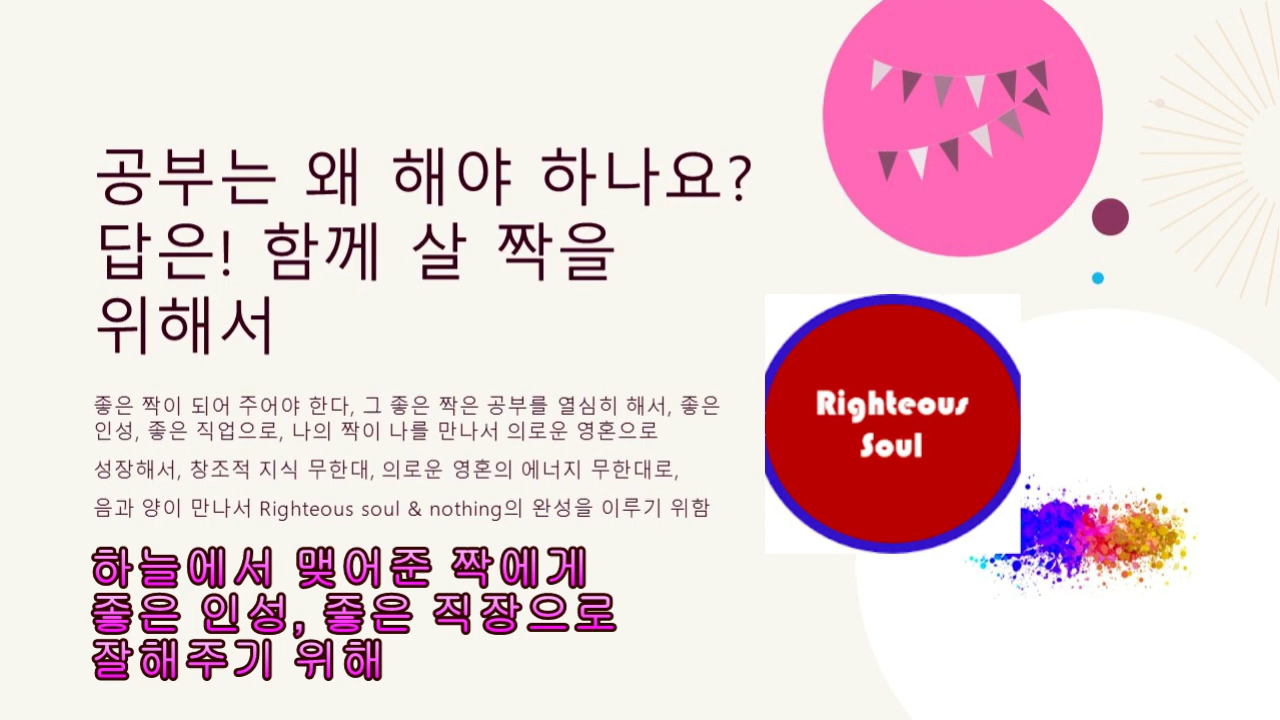 공부는 왜 해야 하나요?
답은! 함께 살 짝을
위해서
좋은 짝이 되어 주어야 한다, 그 좋은 짝은 공부를 열심히 해서, 좋은
인성, 좋은 직업으로, 나의 짝이 나를 만나서 의로운 영혼으로
성장해서, 창조적 지식 무한대, 의로운 영혼의 에너지 무한대로,
음과 양이 만나서 Righteous soul & nothing의 완성을 이루기 위함
하늘에서 맺어준 짝에게
좋은 인성, 좋은 직장으로
잘해주기 위해
Righteous
Soul